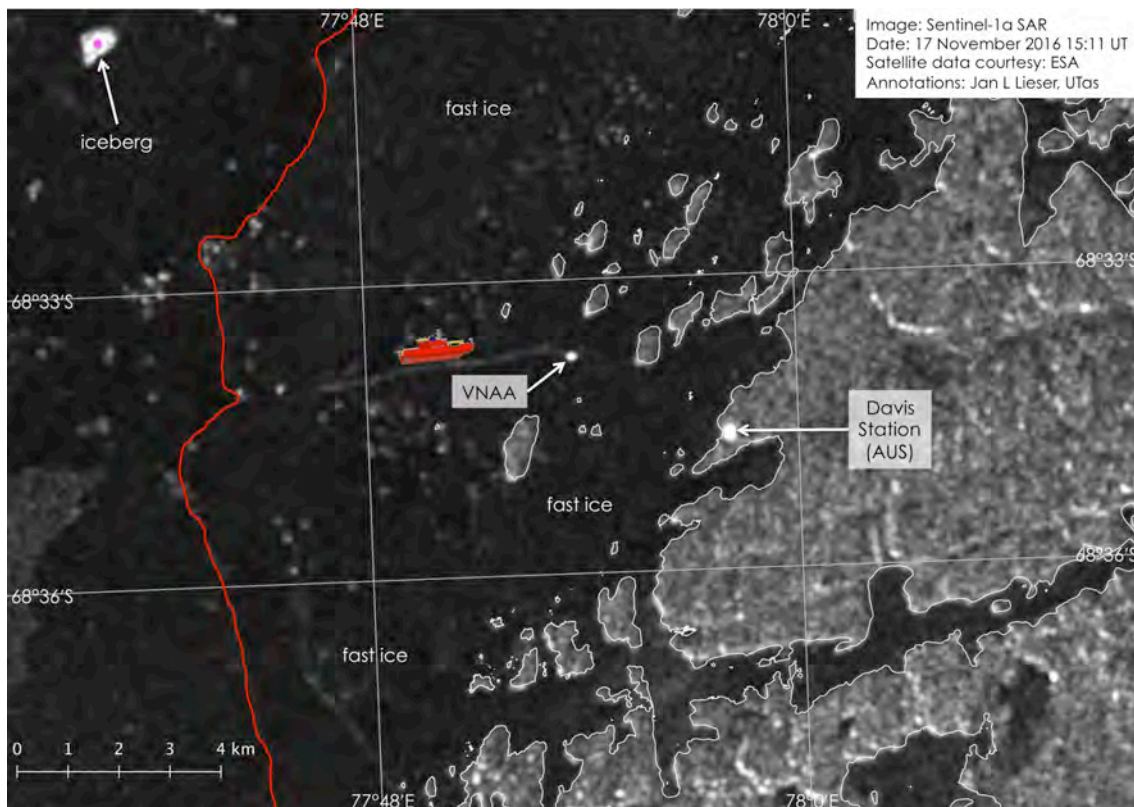 77°48'E
78°0'E
Image: Sentinel-1a SAR
Date: 17 November 2016 15:11 UT
Satellite data courtesy: ESA
Annotations: Jan L Lieser, UTas
iceberg
fast ice
68°33'S
68°33'S
VNAA
Davis
Station
(AUS)
fast ice
68°36'S
68°36'S
fast ice
0 1 2 3 4 km
77°48'E
78°0'E